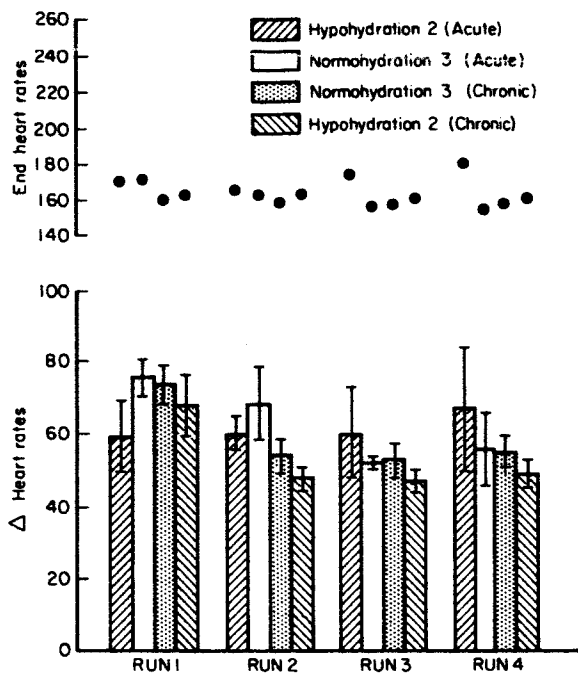 260
240
220
200
180
160
140
End heart rates
Hypohydration 2 (Acute)
Normohydration 3 (Acute)
Normohydration 3 (Chronic)
Hypohydration 2 (Chronic)
100
80
60
40
20
0
Δ Heart rates
RUN 1
RUN 2
RUN 3
RUN 4